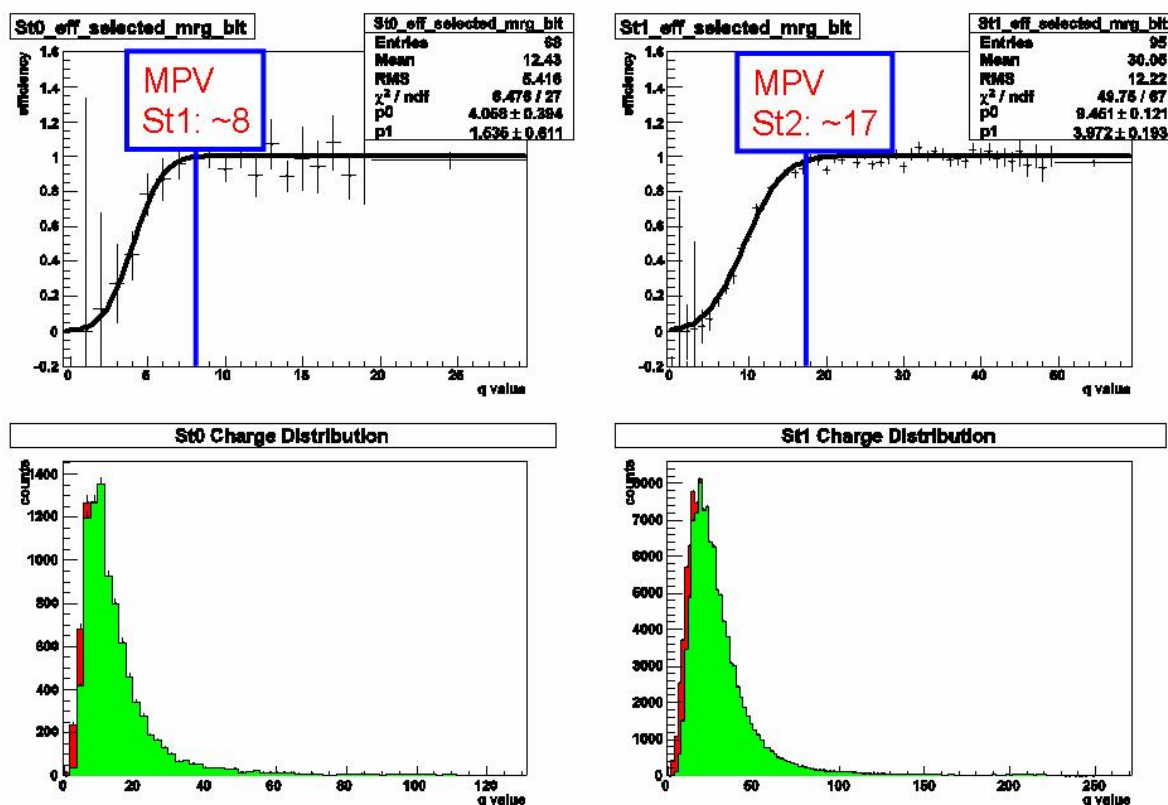 St0_eff_selected_mrg_bit
St0_eff_selected_mrg_bit
Entries 68
Mean 12.43
RMS 5.416
χ² / ndf 6.476 / 27
p0 4.058 ± 0.394
p1 1.535 ± 0.611
MPV
St1: ~8
efficiency
1.6
1.4
1.2
1
0.8
0.6
0.4
0.2
0
-0.2
0 5 10 15 20 25
q value
St1_eff_selected_mrg_bit
St1_eff_selected_mrg_bit
Entries 95
Mean 30.05
RMS 12.22
χ² / ndf 49.75 / 67
p0 9.451 ± 0.121
p1 3.972 ± 0.193
MPV
St2: ~17
efficiency
1.6
1.4
1.2
1
0.8
0.6
0.4
0.2
0
-0.2
0 10 20 30 40 50
q value
St0 Charge Distribution
counts
1400
1200
1000
800
600
400
200
0
0 20 40 60 80 100 120
q value
St1 Charge Distribution
counts
8000
7000
6000
5000
4000
3000
2000
1000
0
0 50 100 150 200 250
q value